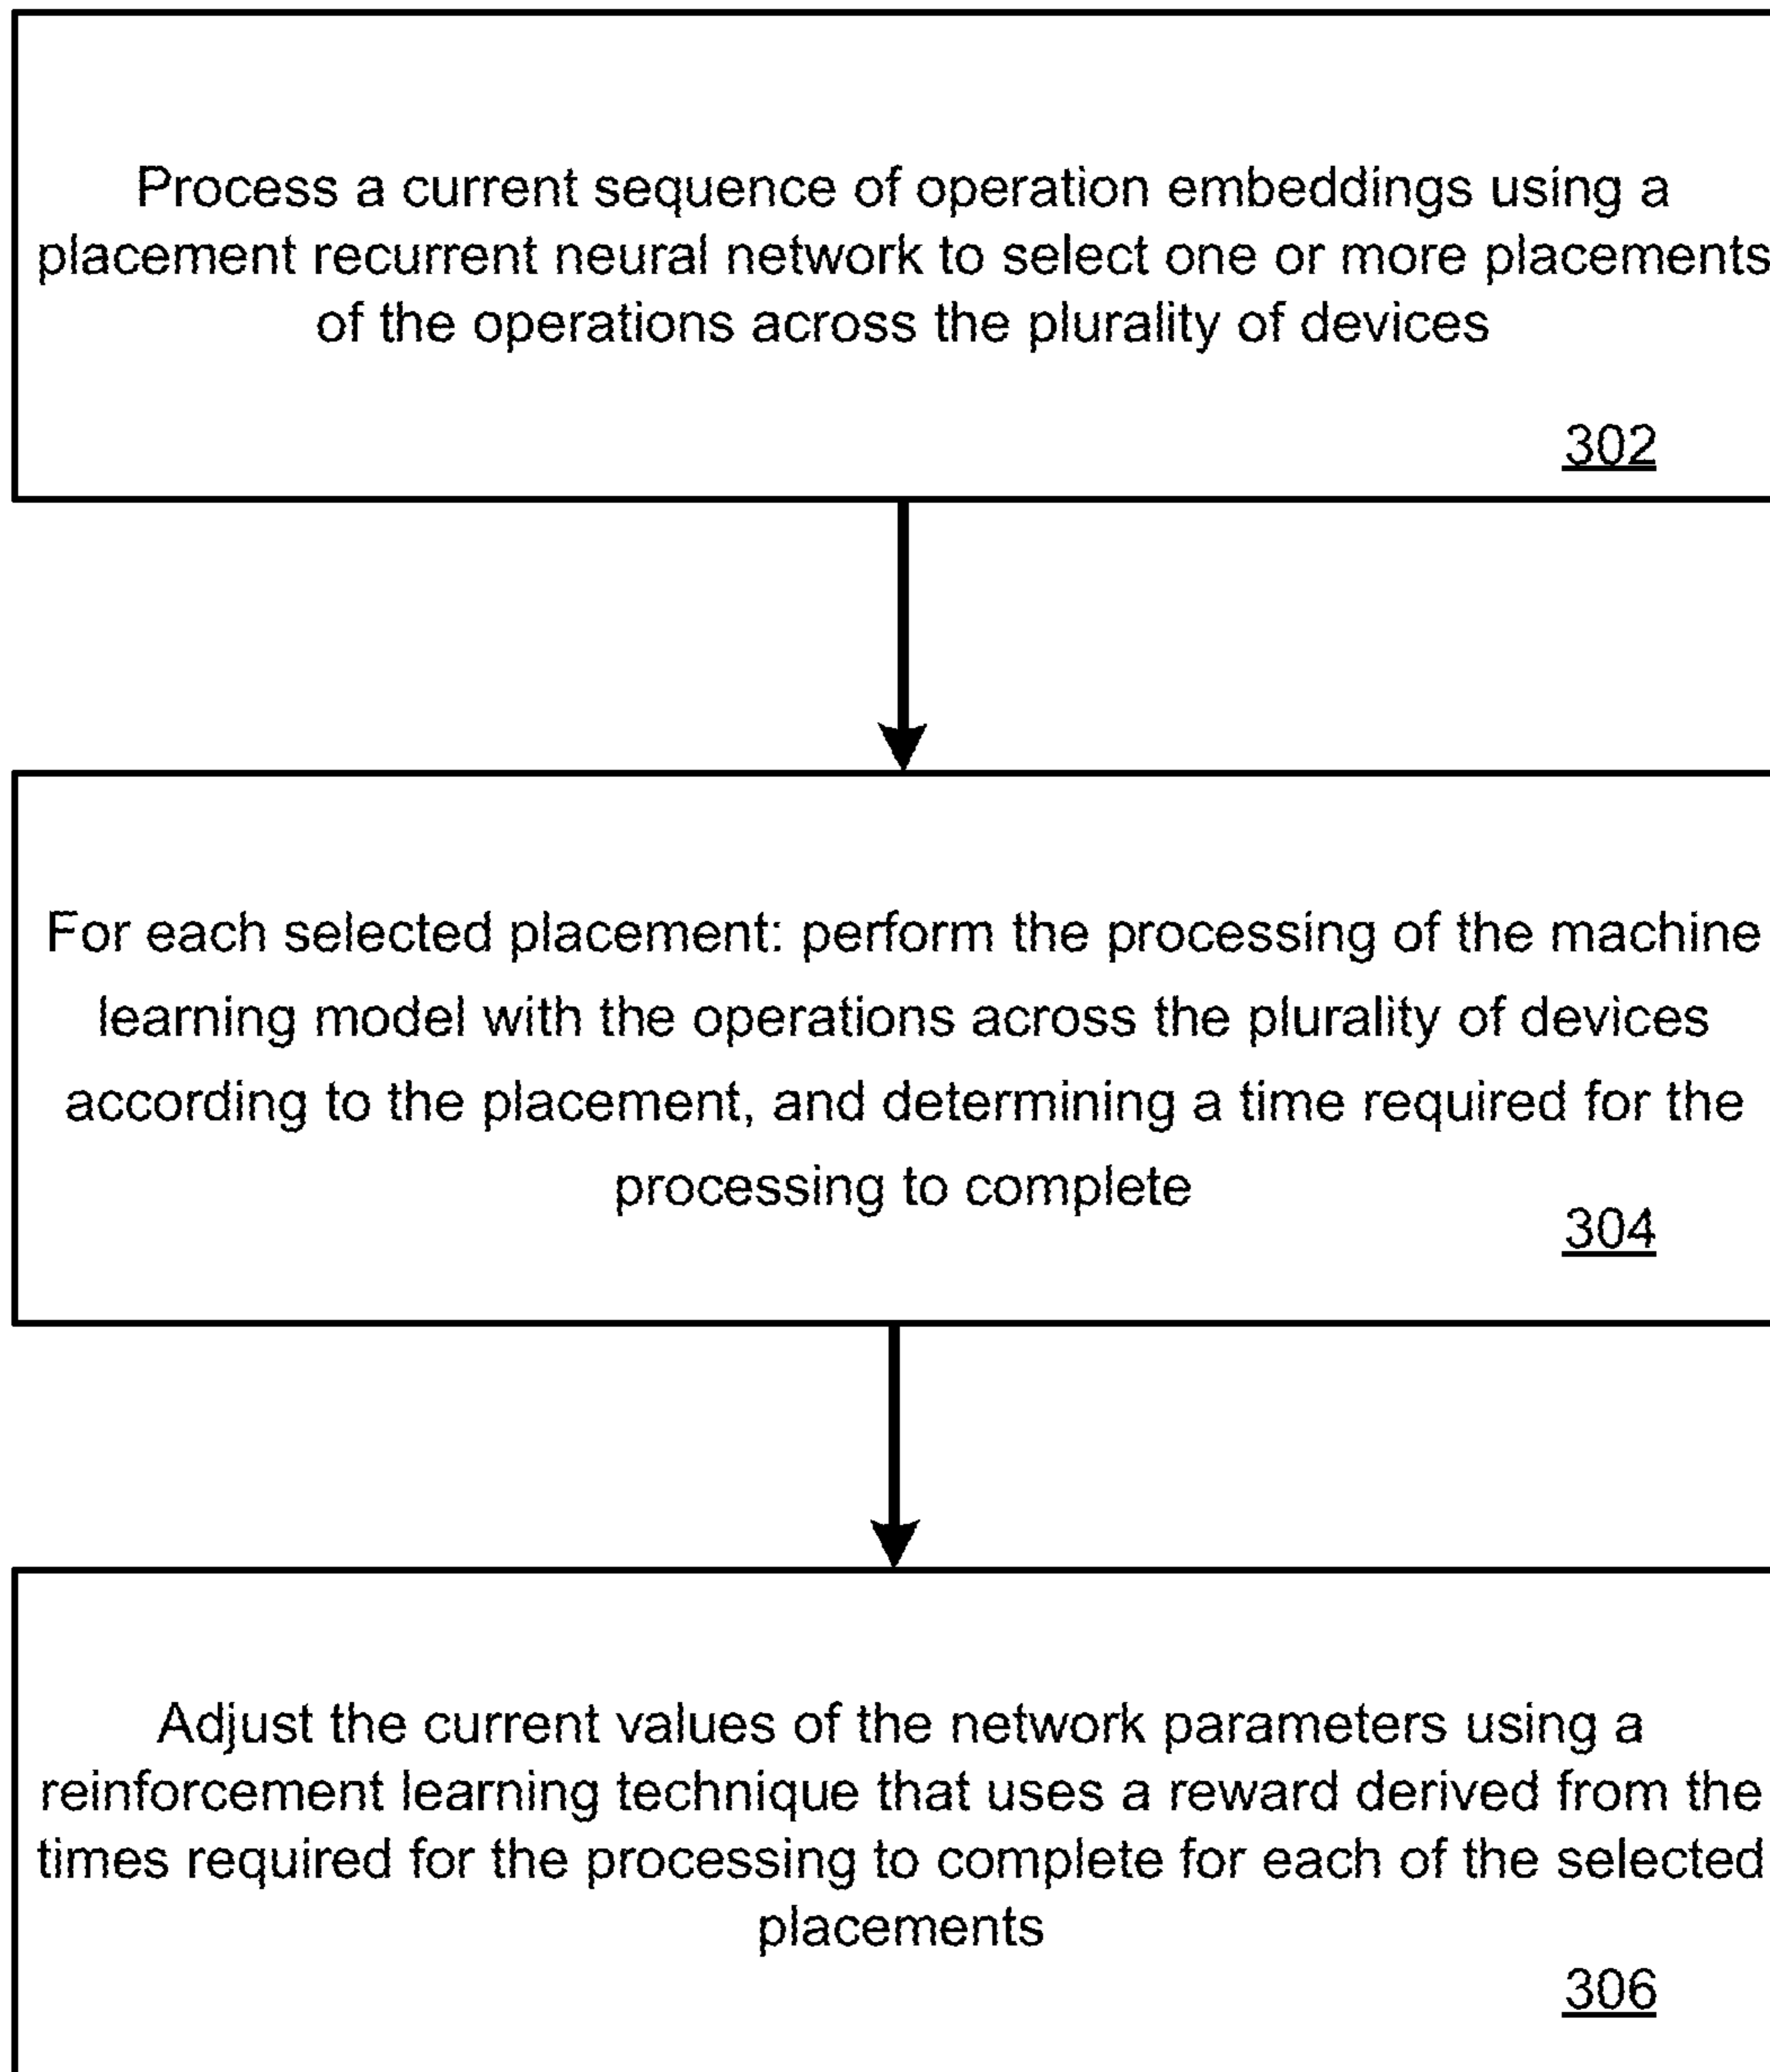 Process a current sequence of operation embeddings using a
placement recurrent neural network to select one or more placements
of the operations across the plurality of devices
302
For each selected placement: perform the processing of the machine
learning model with the operations across the plurality of devices
according to the placement, and determining a time required for the
processing to complete
304
Adjust the current values of the network parameters using a
reinforcement learning technique that uses a reward derived from the
times required for the processing to complete for each of the selected
placements
306